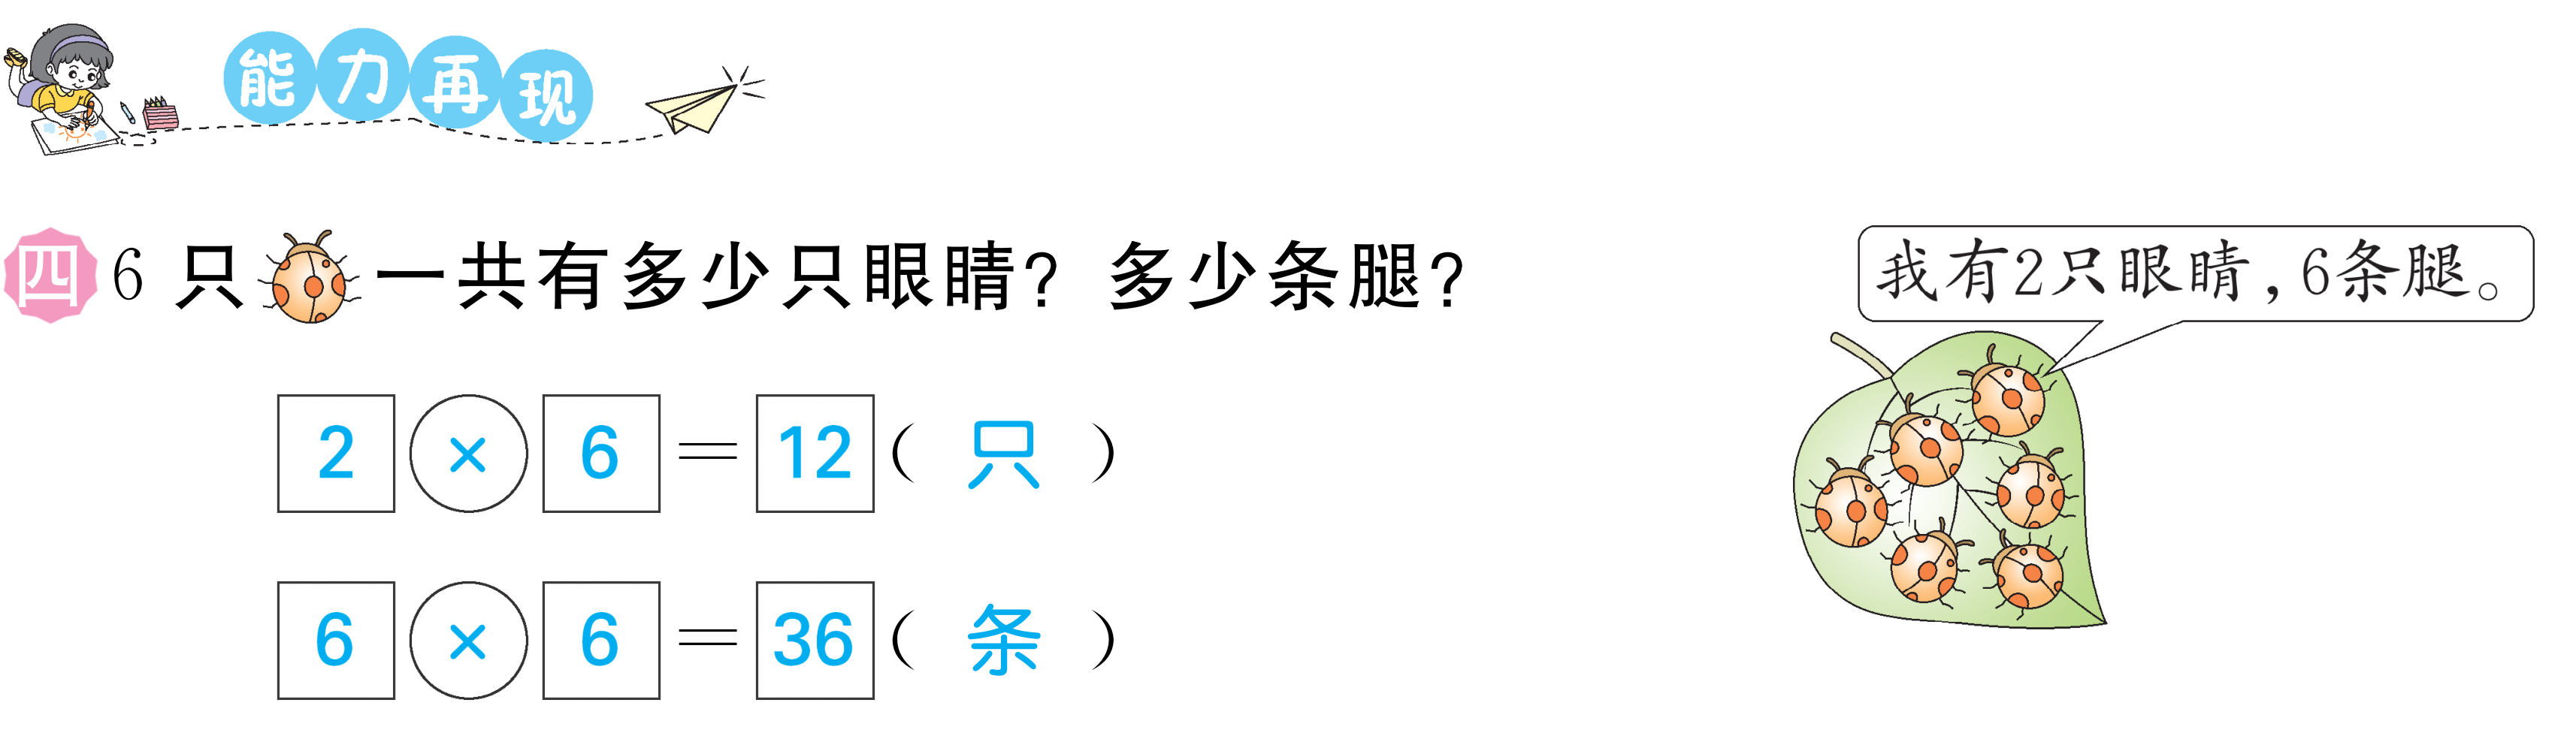 能力再现
四 6 只一共有多少只眼睛？多少条腿？
我有2只眼睛，6条腿。
2×6=12（只）
6×6=36（条）